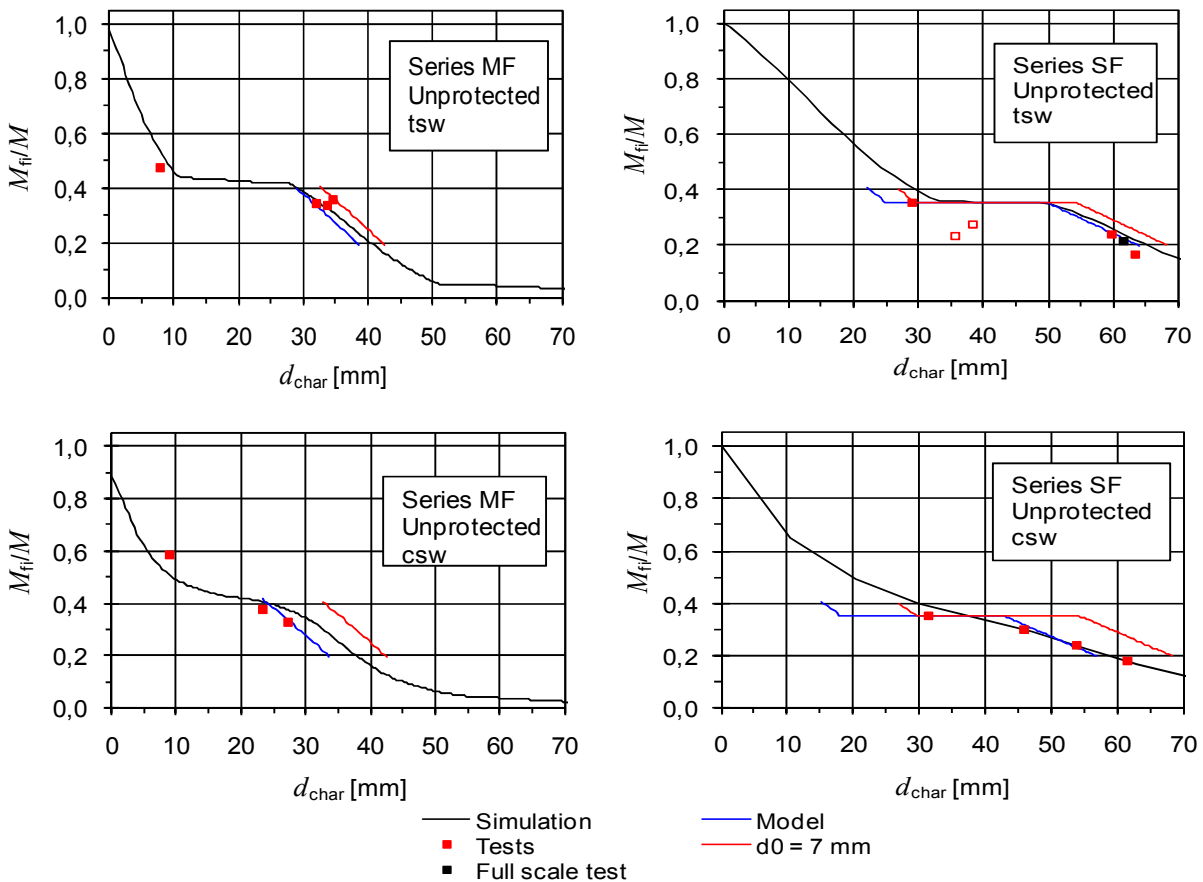 1,0
0,8
0,6
0,4
0,2
0,0
Mfi/M
Series MF
Unprotected
tsw
0 10 20 30 40 50 60 70
dchar [mm]
1,0
0,8
0,6
0,4
0,2
0,0
Mfi/M
Series SF
Unprotected
tsw
0 10 20 30 40 50 60 70
dchar [mm]
1,0
0,8
0,6
0,4
0,2
0,0
Mfi/M
Series MF
Unprotected
csw
0 10 20 30 40 50 60 70
dchar [mm]
1,0
0,8
0,6
0,4
0,2
0,0
Mfi/M
Series SF
Unprotected
csw
0 10 20 30 40 50 60 70
dchar [mm]
Simulation
Tests
Full scale test
Model
d0 = 7 mm